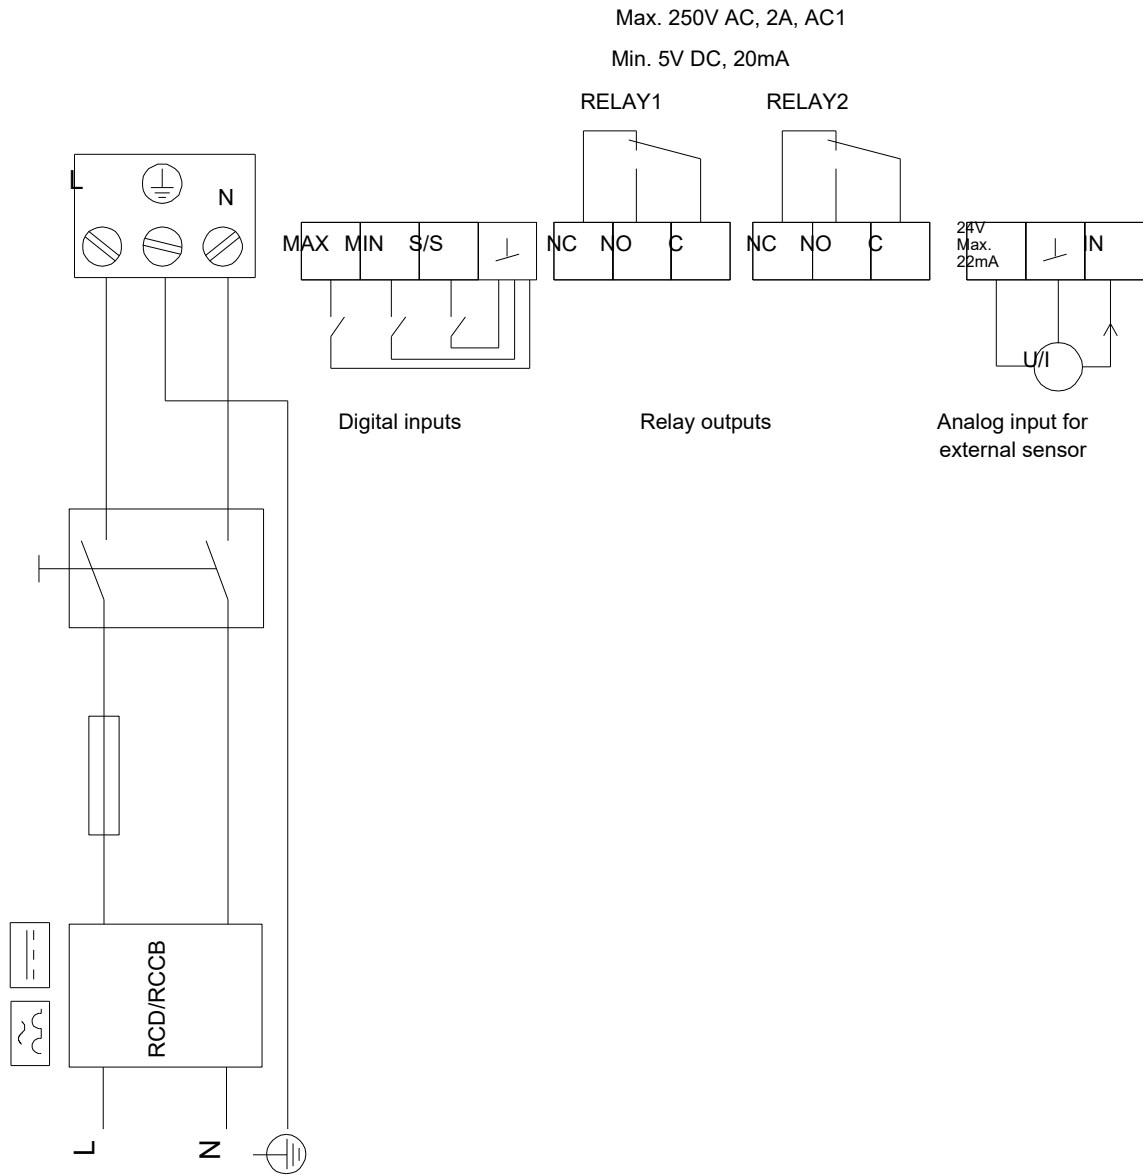 Max. 250V AC, 2A, AC1
Min. 5V DC, 20mA
RELAY1 RELAY2
L
N
MAX MIN S/S NC NO C NC NO C IN
24V
Max.
22mA
U/I
Digital inputs Relay outputs Analog input for
external sensor
RCD/RCCB
L N